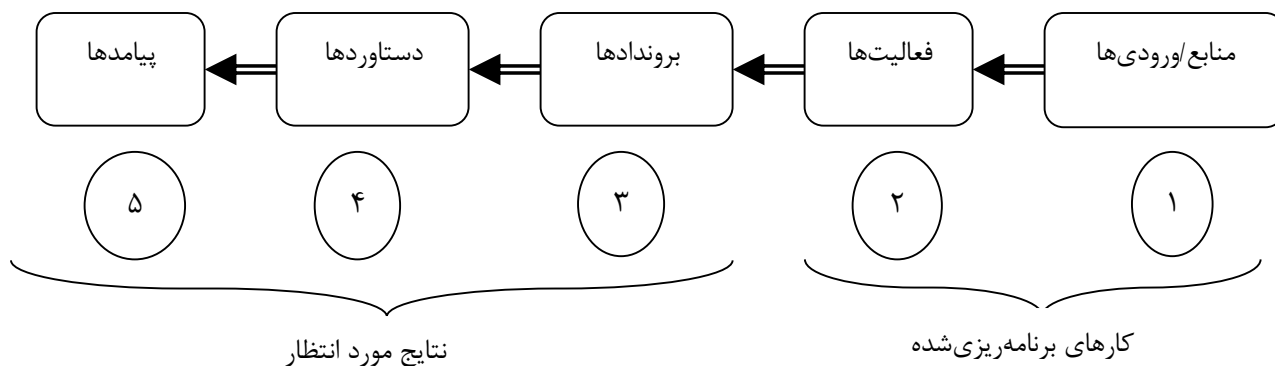 منابع/ورودی‌ها
فعالیت‌ها
بروندادها
دستاوردها
پیامدها
۱
۲
۳
۴
۵
کارهای برنامه‌ریزی‌شده
نتایج مورد انتظار